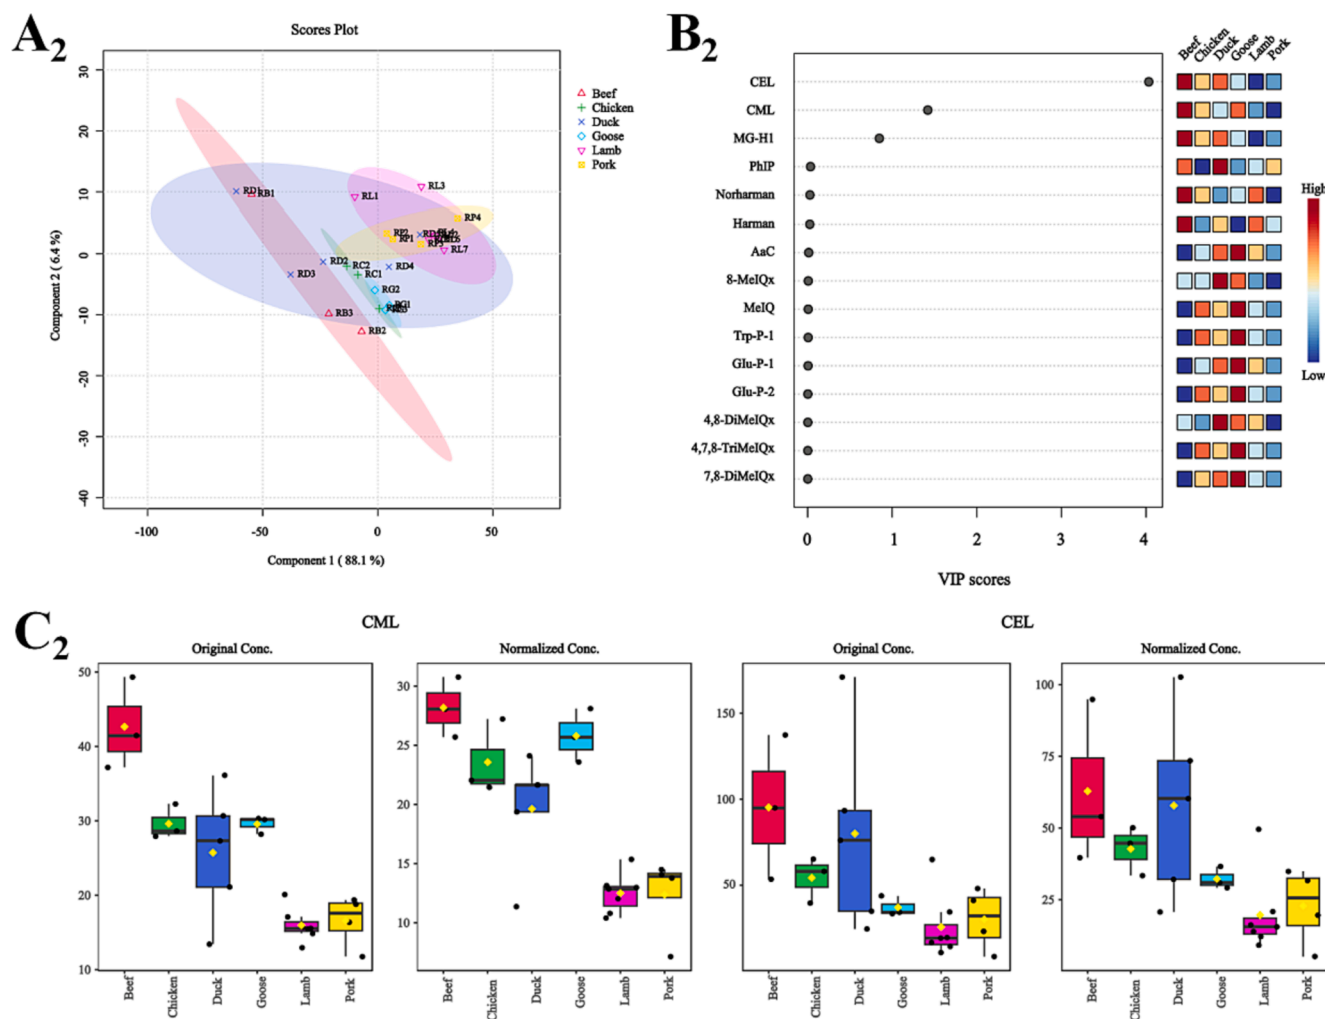 A2
Scores Plot
Component 2 ( 6.4 %)
30
20
10
0
-10
-20
-30
-40
-100
-50
0
50
Component 1 ( 88.1 %)
Beef
Chicken
Duck
Goose
Lamb
Pork
RD1
RB1
RL1
RL3
RP4
RP2
RP1
RL7
RD2
RC2
RD3
RC1
RD4
RG2
RG1
RB3
RB2
B2
Beef
Chicken
Duck
Goose
Lamb
Pork
CEL
CML
MG-H1
PhIP
Norharman
Harman
AaC
8-MeIQx
MeIQ
Trp-P-1
Glu-P-1
Glu-P-2
4,8-DiMeIQx
4,7,8-TriMeIQx
7,8-DiMeIQx
0
1
2
3
4
VIP scores
High
Low
C2
CML
Original Conc.
50
40
30
20
10
Beef
Chicken
Duck
Goose
Lamb
Pork
Normalized Conc.
30
25
20
15
10
Beef
Chicken
Duck
Goose
Lamb
Pork
CEL
Original Conc.
150
100
50
Beef
Chicken
Duck
Goose
Lamb
Pork
Normalized Conc.
100
75
50
25
Beef
Chicken
Duck
Goose
Lamb
Pork